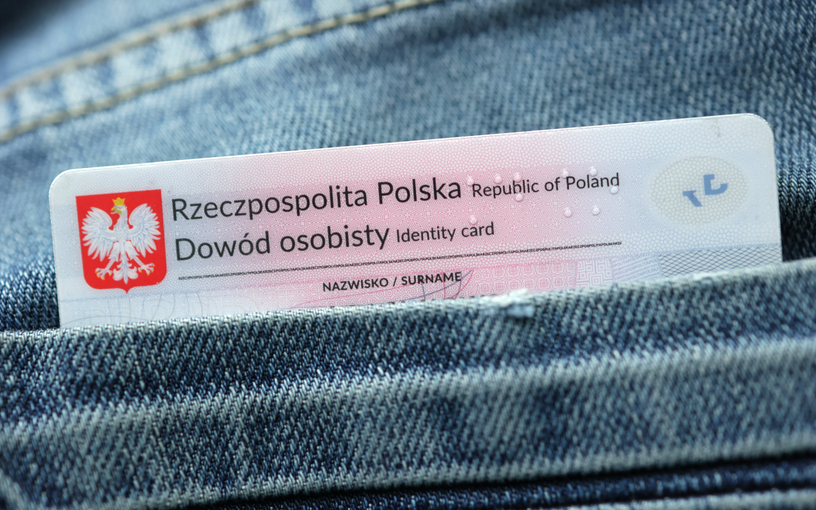 Rzeczpospolita Polska Republic of Poland
Dowód osobisty Identity card
NAZWISKO / SURNAME